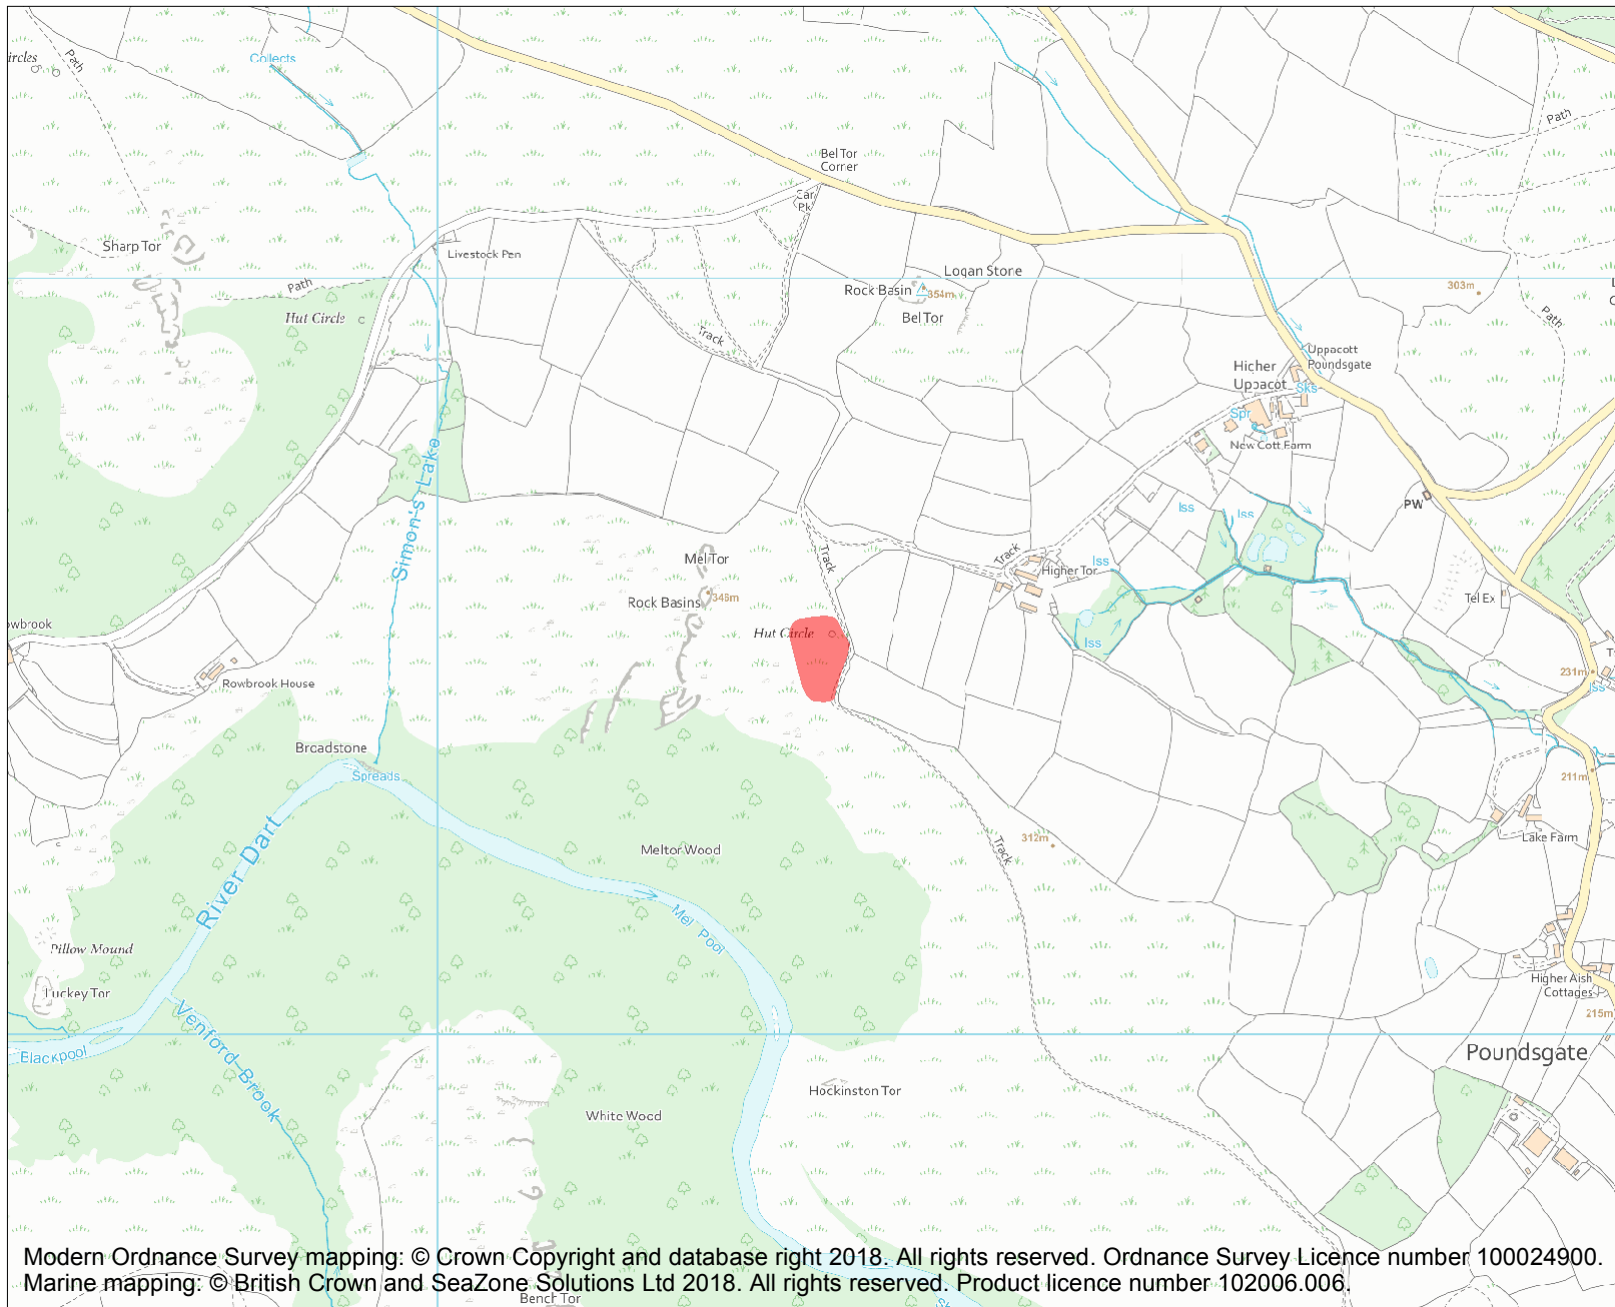 Collects
Path
Path
Bel Tor
Corner
Car
Pk
Sharp Tor
Livestock Pen
Path
Hut Circle
Logan Store
Rock Basin
354m
Bel Tor
303m
Path
Track
Uppacott
Poundsgate
Higher
Uppacot
Sks
Spr
New Cott Farm
Simon's Lake
PW
Iss
Iss
Track
Mel Tor
Rock Basins
348m
Track
Higher Tor
Iss
Tel Ex
Hut Circle
Iss
owbrook
Rowbrook House
231m
Iss
Broadstone
Spreads
211m
River Dart
Meltor Wood
312m
Track
Lake Farm
Mel Pool
Pillow Mound
Luckey Tor
Higher Aish
Cottages
215m
Venford Brook
Blackpool
Poundsgate
Hockinston Tor
White Wood
Modern Ordnance Survey mapping: © Crown Copyright and database right 2018. All rights reserved. Ordnance Survey Licence number 100024900.
Marine mapping: © British Crown and SeaZone Solutions Ltd 2018. All rights reserved. Product licence number 102006.006.
Bench Tor